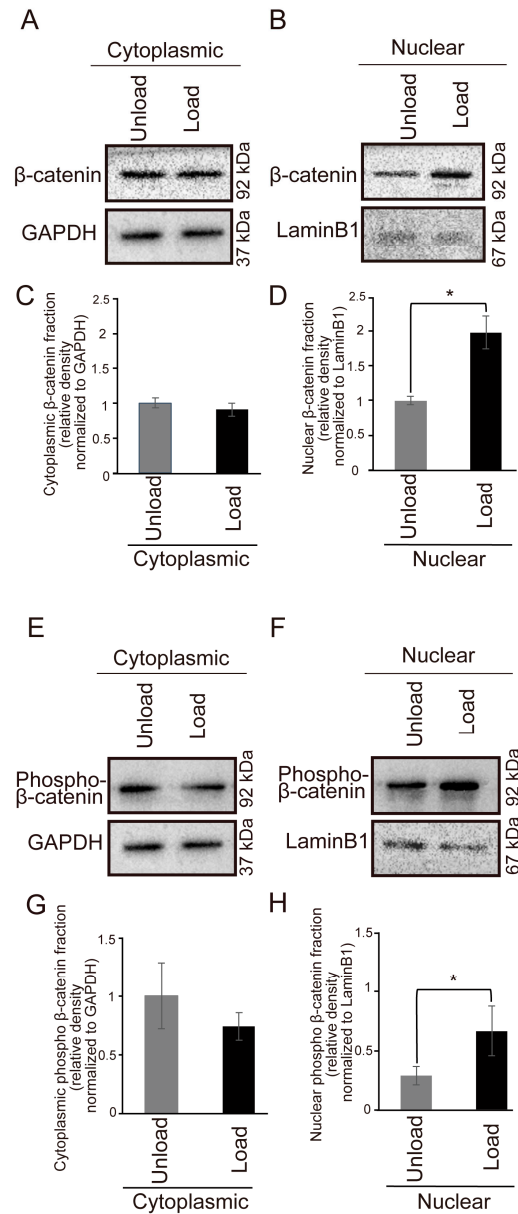 A
Cytoplasmic
Unload
Load
β-catenin
92 kDa
GAPDH
37 kDa
B
Nuclear
Unload
Load
β-catenin
92 kDa
LaminB1
67 kDa
C
Cytoplasmic β-catenin fraction
(relative density
normalized to GAPDH)
2.5
2
1.5
1
0.5
0
Unload
Load
Cytoplasmic
D
Nuclear β-catenin fraction
(relative density
normalized to LaminB1)
2.5
2
1.5
1
0.5
0
*
Unload
Load
Nuclear
E
Cytoplasmic
Unload
Load
Phospho-
β-catenin
92 kDa
GAPDH
37 kDa
F
Nuclear
Unload
Load
Phospho-
β-catenin
92 kDa
LaminB1
67 kDa
G
Cytoplasmic phospho β-catenin fraction
(relative density
normalized to GAPDH)
1.5
1
0.5
0
Unload
Load
Cytoplasmic
H
Nuclear phospho β-catenin fraction
(relative density
normalized to LaminB1)
1.5
1
0.5
0
*
Unload
Load
Nuclear